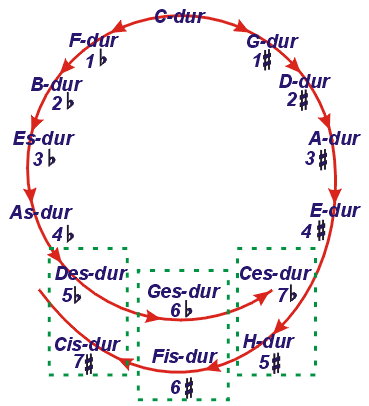 C-dur
F-dur
1♭
G-dur
1♯
B-dur
2♭
D-dur
2♯
Es-dur
3♭
A-dur
3♯
As-dur
4♭
E-dur
4♯
Des-dur
5♭
Ges-dur
6♭
Ces-dur
7♭
Cis-dur
7♯
Fis-dur
6♯
H-dur
5♯